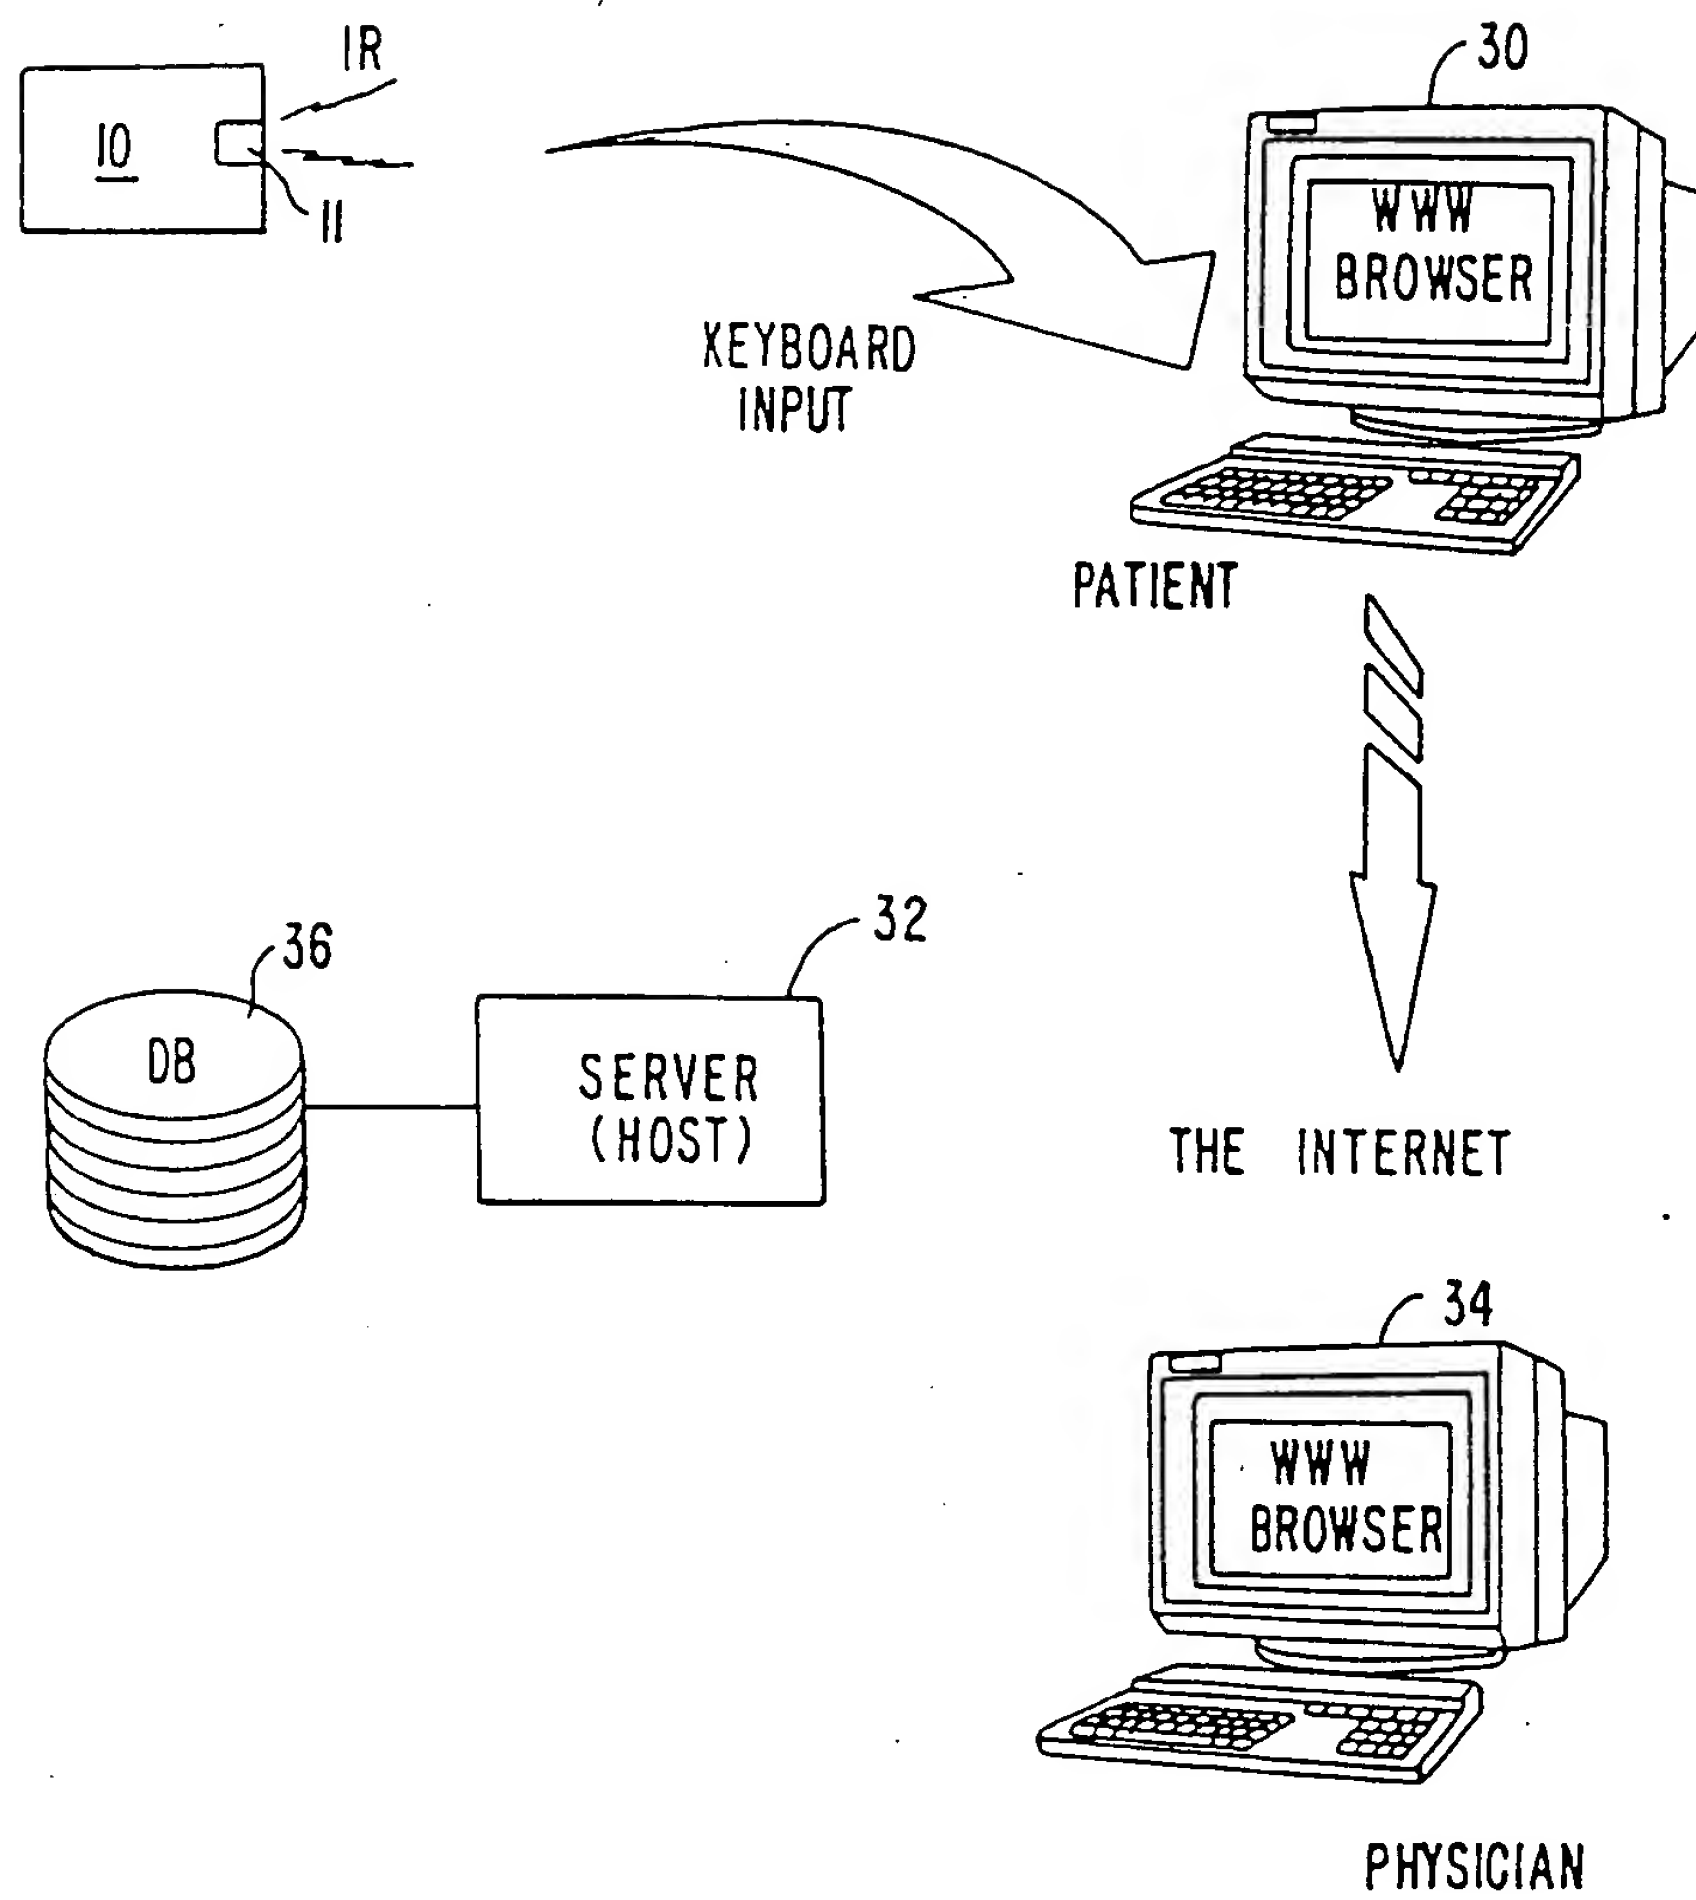 IR
10
11
30
WWW
BROWSER
KEYBOARD
INPUT
PATIENT
32
36
DB
SERVER
(HOST)
THE INTERNET
34
WWW
BROWSER
PHYSICIAN